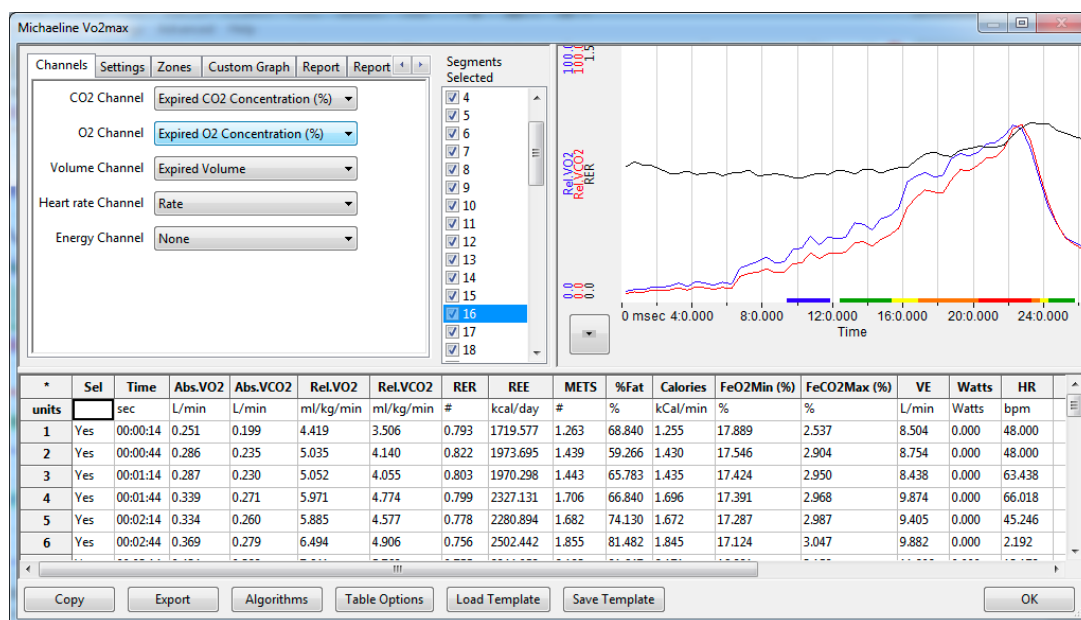 Michaeline Vo2max
Channels Settings Zones Custom Graph Report Report
CO2 Channel Expired CO2 Concentration (%)
O2 Channel Expired O2 Concentration (%)
Volume Channel Expired Volume
Heart rate Channel Rate
Energy Channel None
Segments
Selected
4
5
6
7
8
9
10
11
12
13
14
15
16
17
18
100.0
100.0
1.5
Rel.VO2
Rel.VCO2
RER
0.0
0.0
0.0
0 msec 4:0.000 8:0.000 12:0.000 16:0.000 20:0.000 24:0.000
Time
* Sel Time Abs.VO2 Abs.VCO2 Rel.VO2 Rel.VCO2 RER REE METS %Fat Calories FeO2Min (%) FeCO2Max (%) VE Watts HR
units sec L/min L/min ml/kg/min ml/kg/min # kcal/day # % kCal/min % % L/min Watts bpm
1 Yes 00:00:14 0.251 0.199 4.419 3.506 0.793 1719.577 1.263 68.840 1.255 17.889 2.537 8.504 0.000 48.000
2 Yes 00:00:44 0.286 0.235 5.035 4.140 0.822 1973.695 1.439 59.266 1.430 17.546 2.904 8.754 0.000 48.000
3 Yes 00:01:14 0.287 0.230 5.052 4.055 0.803 1970.298 1.443 65.783 1.435 17.424 2.950 8.438 0.000 63.438
4 Yes 00:01:44 0.339 0.271 5.971 4.774 0.799 2327.131 1.706 66.840 1.696 17.391 2.968 9.874 0.000 66.018
5 Yes 00:02:14 0.334 0.260 5.885 4.577 0.778 2280.894 1.682 74.130 1.672 17.287 2.987 9.405 0.000 45.246
6 Yes 00:02:44 0.369 0.279 6.494 4.906 0.756 2502.442 1.855 81.482 1.845 17.124 3.047 9.882 0.000 2.192
Copy Export Algorithms Table Options Load Template Save Template OK